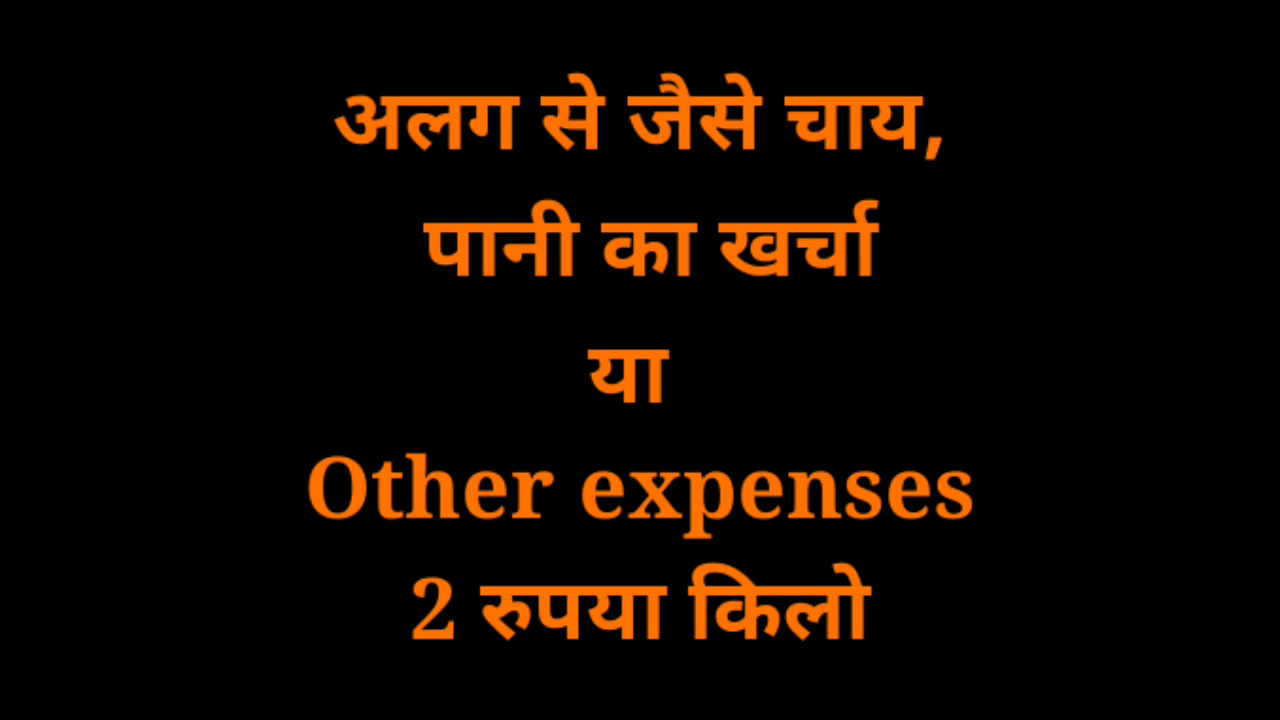 अलग से जैसे चाय,
पानी का खर्चा
या
Other expenses
2 रुपया किलो